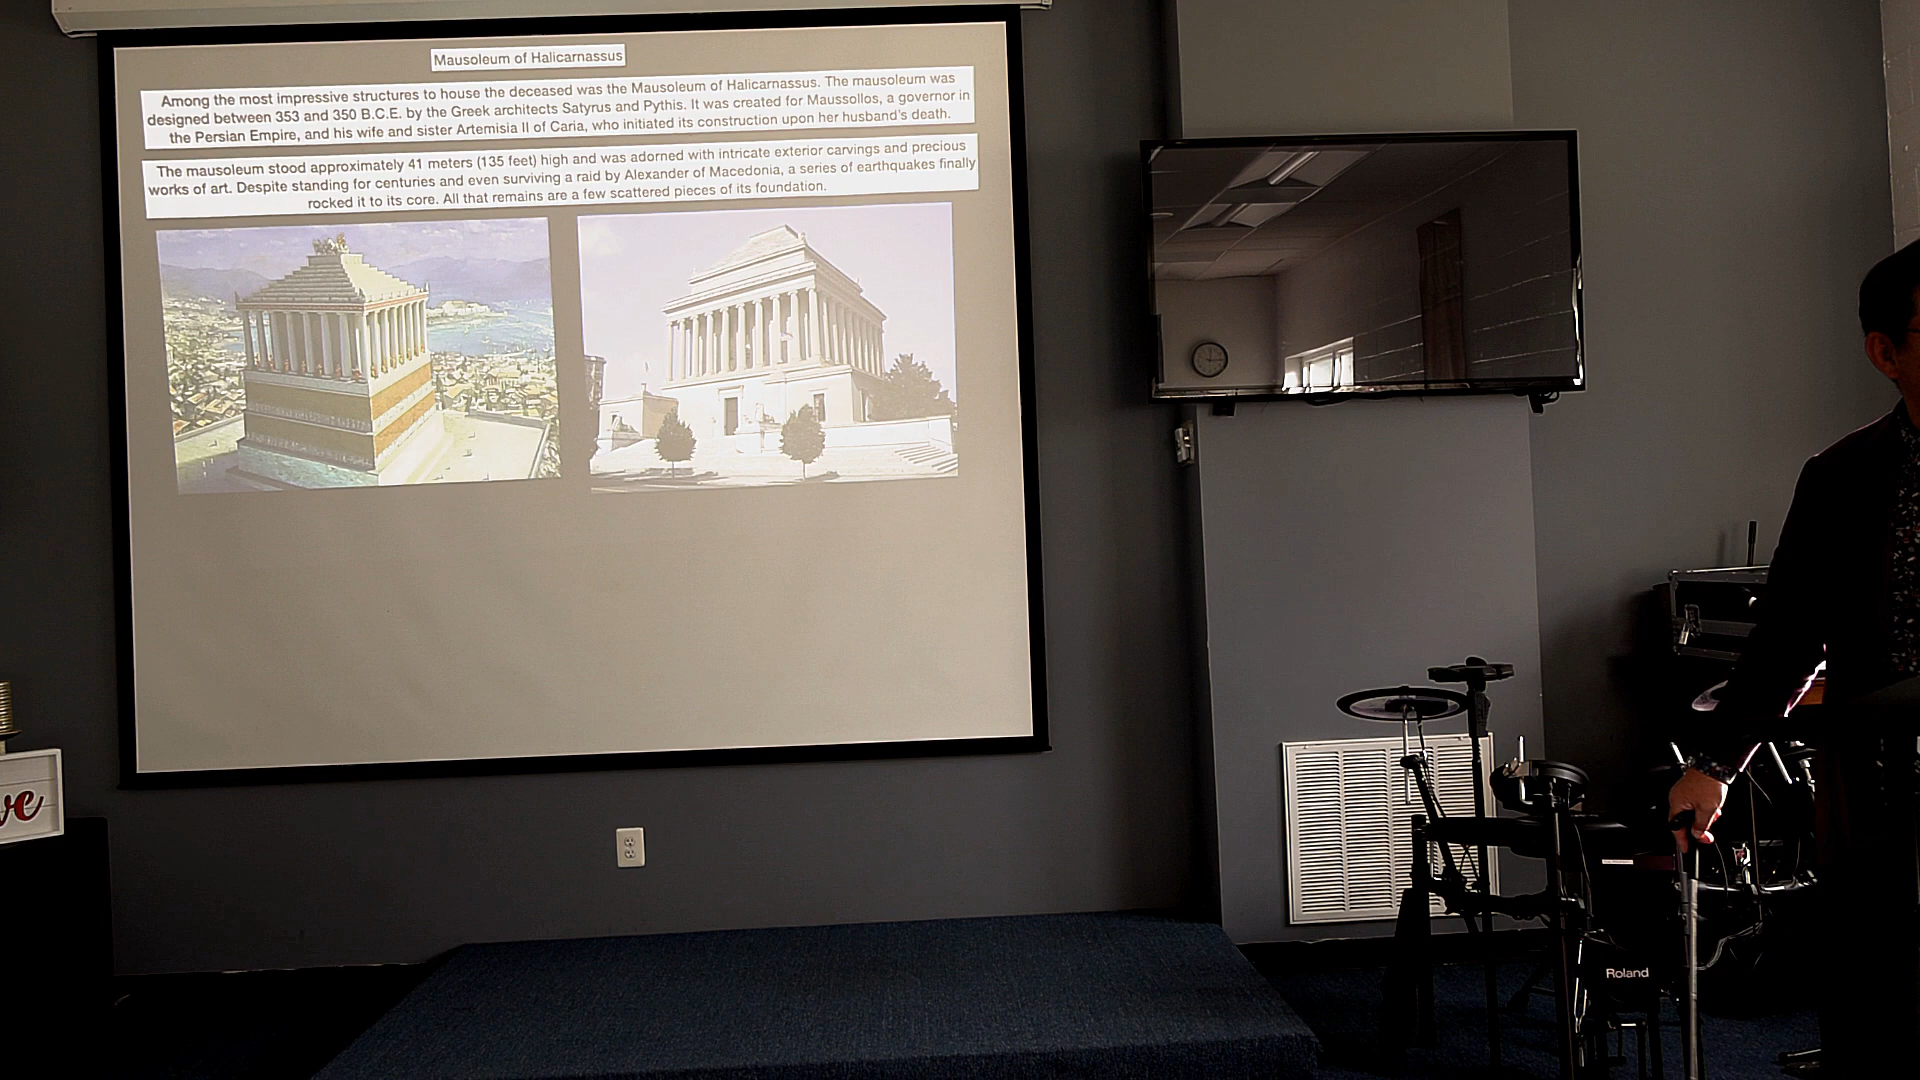 Mausoleum of Halicarnassus
Among the most impressive structures to house the deceased was the Mausoleum of Halicarnassus. The mausoleum was
designed between 353 and 350 B.C.E. by the Greek architects Satyrus and Pythis. It was created for Maussollos, a governor in
the Persian Empire, and his wife and sister Artemisia II of Caria, who initiated its construction upon her husband's death.
The mausoleum stood approximately 41 meters (135 feet) high and was adorned with intricate exterior carvings and precious
works of art. Despite standing for centuries and even surviving a raid by Alexander of Macedonia, a series of earthquakes finally
rocked it to its core. All that remains are a few scattered pieces of its foundation.
ve
Roland